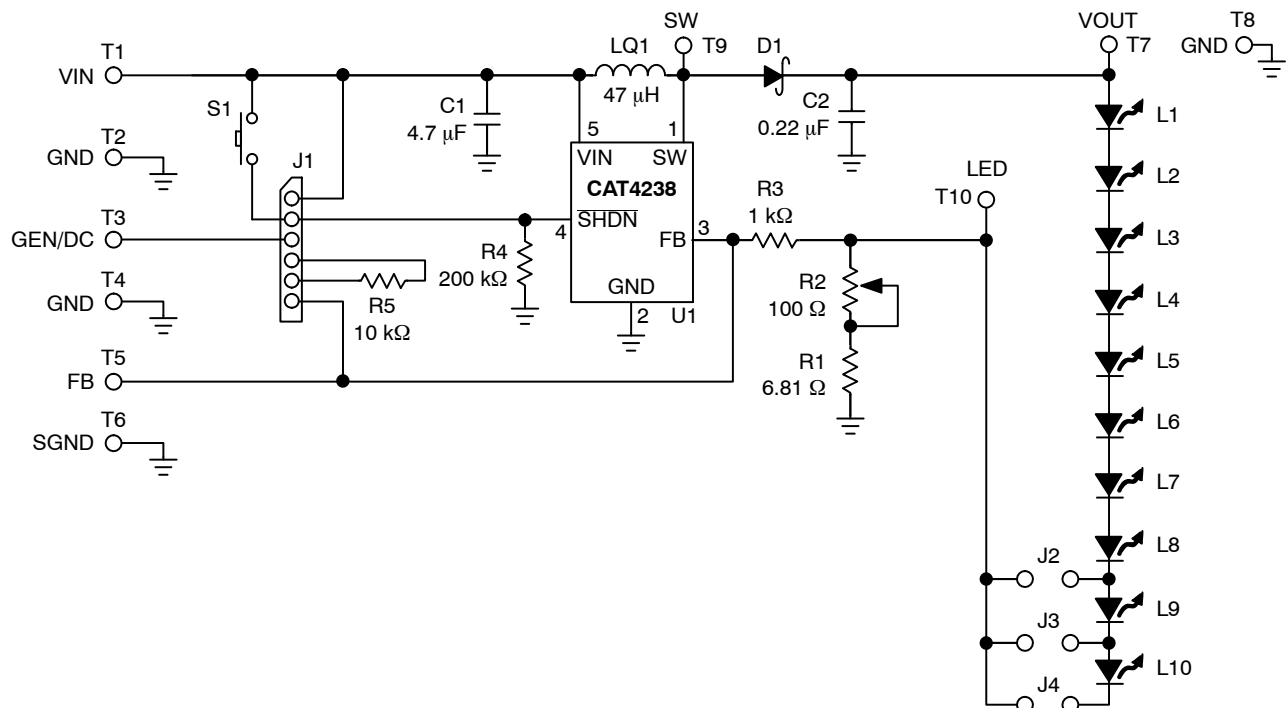 SW
VOUT
T8
T1
LQ1
T9
D1
T7
GND
VIN
47 μH
S1
C1
4.7 μF
C2
0.22 μF
L1
T2
GND
J1
5
1
VIN
SW
CAT4238
LED
L2
T10
T3
GEN/DC
SHDN
4
R3
1 kΩ
FB
3
L3
R4
200 kΩ
T4
GND
R5
10 kΩ
GND
2
U1
R2
100 Ω
L4
T5
FB
R1
6.81 Ω
L5
T6
SGND
L6
L7
L8
J2
L9
J3
L10
J4